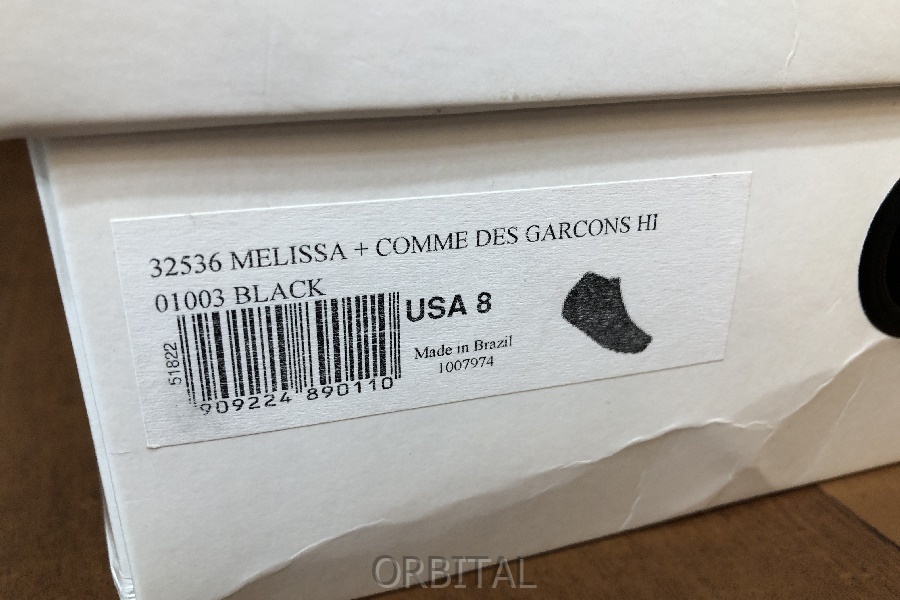 32536 MELISSA + COMME DES GARCONS HI
01003 BLACK
USA 8
51822
Made in Brazil
1007974
909224 890110
ORBITAL